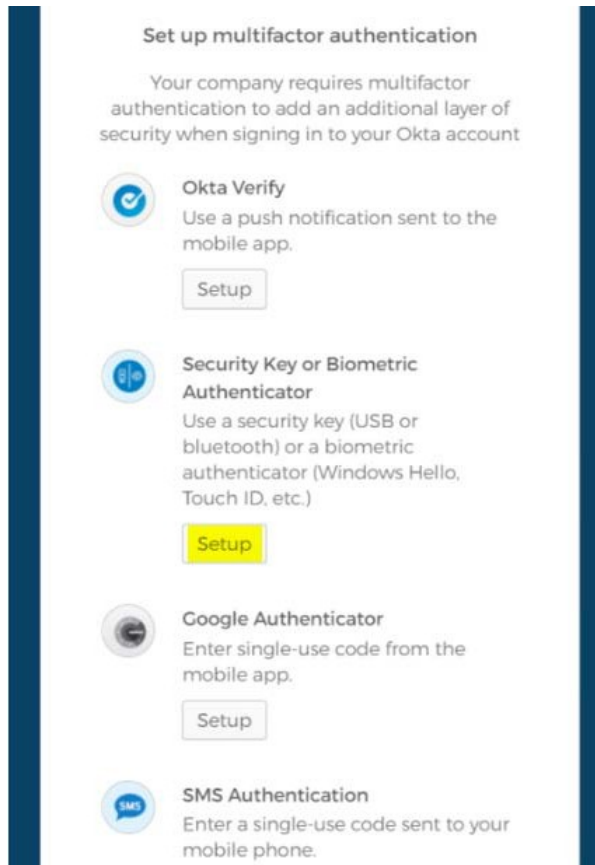 Set up multifactor authentication
Your company requires multifactor
authentication to add an additional layer of
security when signing in to your Okta account
Okta Verify
Use a push notification sent to the
mobile app.
Setup
Security Key or Biometric
Authenticator
Use a security key (USB or
bluetooth) or a biometric
authenticator (Windows Hello,
Touch ID, etc.)
Setup
Google Authenticator
Enter single-use code from the
mobile app.
Setup
SMS
SMS Authentication
Enter a single-use code sent to your
mobile phone.